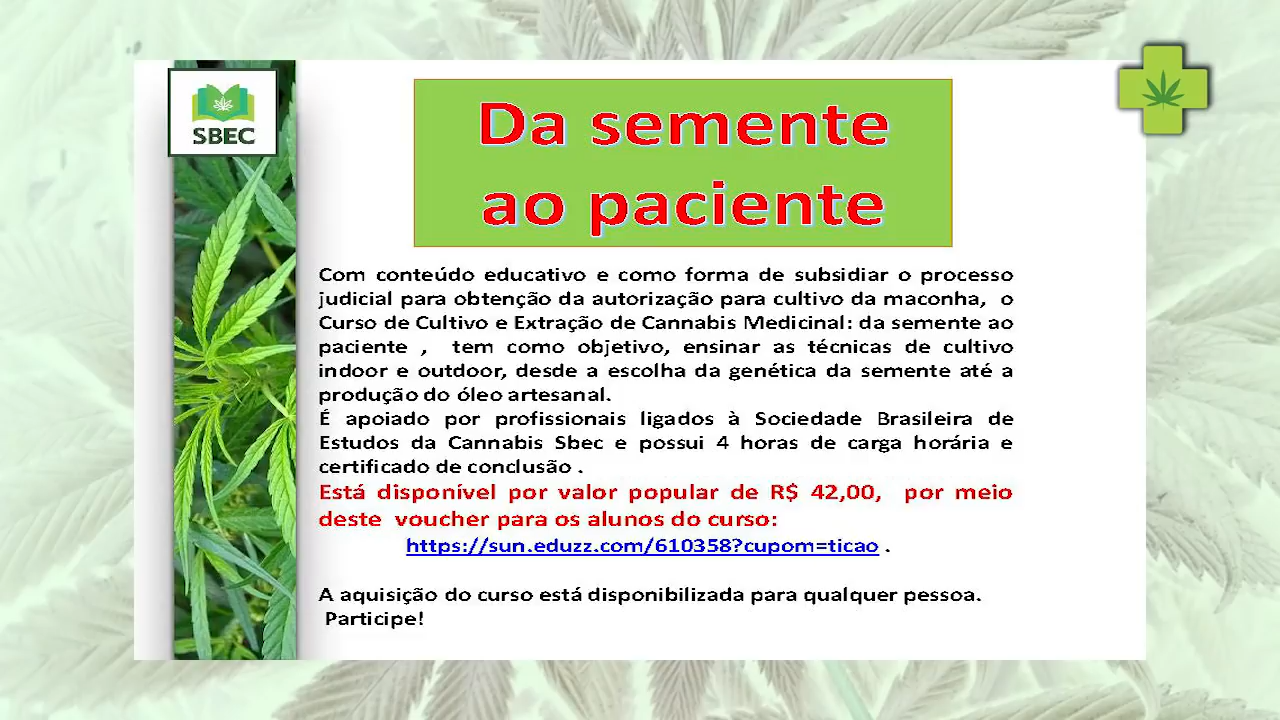 SBEC
Da semente
ao paciente
Com conteúdo educativo e como forma de subsidiar o processo
judicial para obtenção da autorização para cultivo da maconha, o
Curso de Cultivo e Extração de Cannabis Medicinal: da semente ao
paciente , tem como objetivo, ensinar as técnicas de cultivo
indoor e outdoor, desde a escolha da genética da semente até a
produção do óleo artesanal.
É apoiado por profissionais ligados à Sociedade Brasileira de
Estudos da Cannabis Sbec e possui 4 horas de carga horária e
certificado de conclusão .
Está disponível por valor popular de R$ 42,00, por meio
deste voucher para os alunos do curso:
https://sun.eduzz.com/610358?cupom=ticao .
A aquisição do curso está disponibilizada para qualquer pessoa.
Participe!